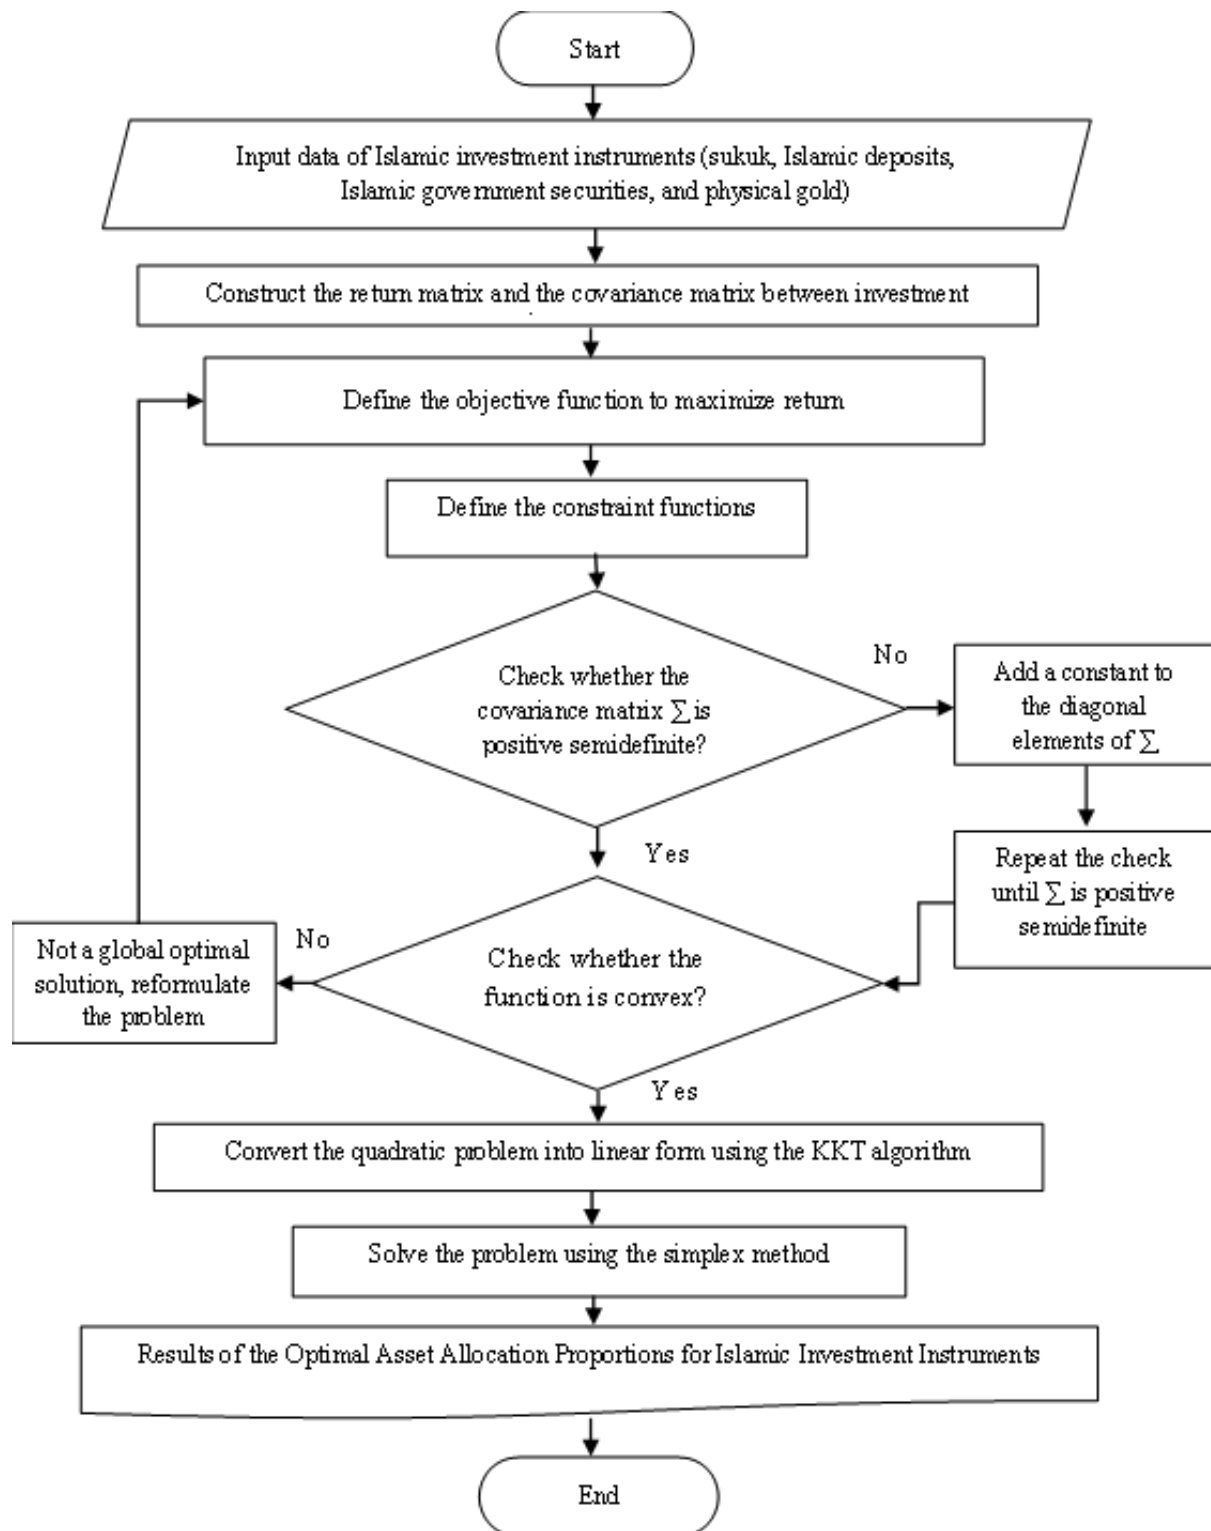 Start
Input data of Islamic investment instruments (sukuk, Islamic deposits,
Islamic government securities, and physical gold)
Construct the return matrix and the covariance matrix between investment
.
Define the objective function to maximize return
Define the constraint functions
Check whether the
covariance matrix ∑ is
positive semidefinite?
No
Add a constant to
the diagonal
elements of ∑
Yes
Repeat the check
until ∑ is positive
semidefinite
Check whether the
function is convex?
No
Not a global optimal
solution, reformulate
the problem
Yes
Convert the quadratic problem into linear form using the KKT algorithm
Solve the problem using the simplex method
Results of the Optimal Asset Allocation Proportions for Islamic Investment Instruments
End